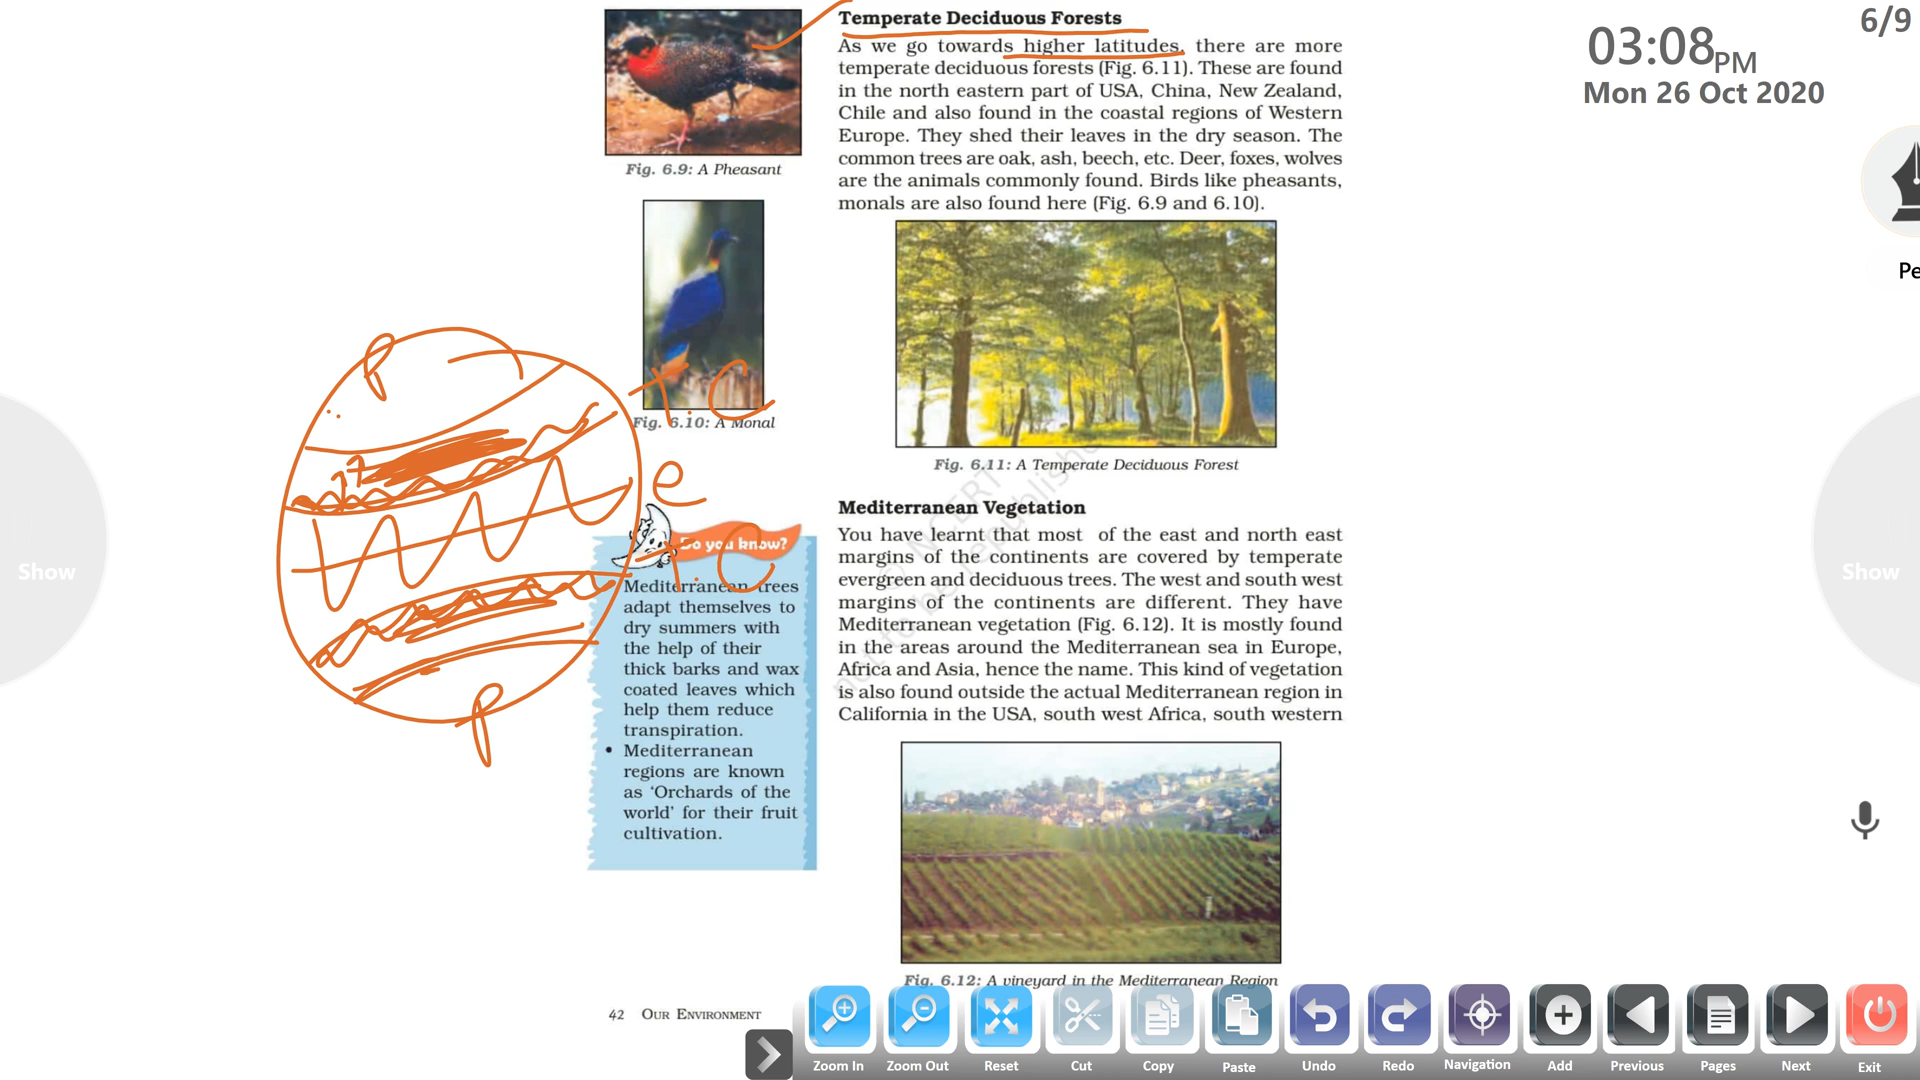 Temperate Deciduous Forests
As we go towards higher latitudes, there are more
temperate deciduous forests (Fig. 6.11). These are found
in the north eastern part of USA, China, New Zealand,
Chile and also found in the coastal regions of Western
Europe. They shed their leaves in the dry season. The
common trees are oak, ash, beech, etc. Deer, foxes, wolves
are the animals commonly found. Birds like pheasants,
monals are also found here (Fig. 6.9 and 6.10).
Fig. 6.9: A Pheasant
Fig. 6.10: A Monal
Fig. 6.11: A Temperate Deciduous Forest
P
T.C
e
T.C
P
Do you know?
Mediterranean trees
adapt themselves to
dry summers with
the help of their
thick barks and wax
coated leaves which
help them reduce
transpiration.
• Mediterranean
regions are known
as ‘Orchards of the
world’ for their fruit
cultivation.
Mediterranean Vegetation
You have learnt that most of the east and north east
margins of the continents are covered by temperate
evergreen and deciduous trees. The west and south west
margins of the continents are different. They have
Mediterranean vegetation (Fig. 6.12). It is mostly found
in the areas around the Mediterranean sea in Europe,
Africa and Asia, hence the name. This kind of vegetation
is also found outside the actual Mediterranean region in
California in the USA, south west Africa, south western
Fig. 6.12: A vineyard in the Mediterranean Region
42 OUR ENVIRONMENT
© NCERT
not to be republished
03:08 PM
Mon 26 Oct 2020
6/9
Pe
Show
Show
Zoom In
Zoom Out
Reset
Cut
Copy
Paste
Undo
Redo
Navigation
Add
Previous
Pages
Next
Exit